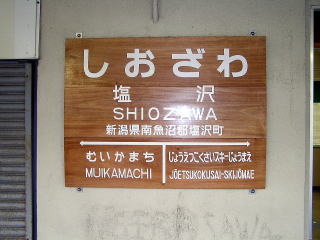 しおざわ
塩沢
SHIOZAWA
新潟県南魚沼郡塩沢町
むいかまち
MUIKAMACHI
じょうえつこくさいスキーじょうまえ
JŌETSUKOKUSAI-SKIJŌMAE